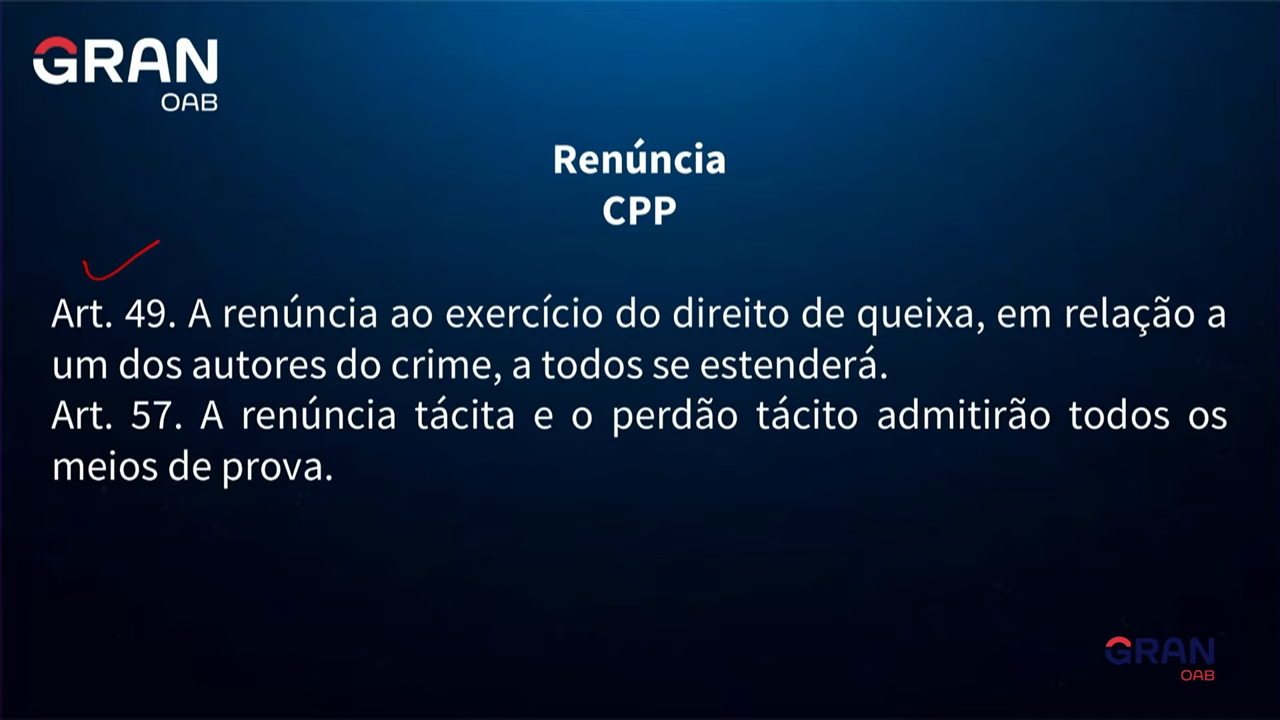 GRAN
OAB
Renúncia
CPP
Art. 49. A renúncia ao exercício do direito de queixa, em relação a
um dos autores do crime, a todos se estenderá.
Art. 57. A renúncia tácita e o perdão tácito admitirão todos os
meios de prova.
GRAN
OAB